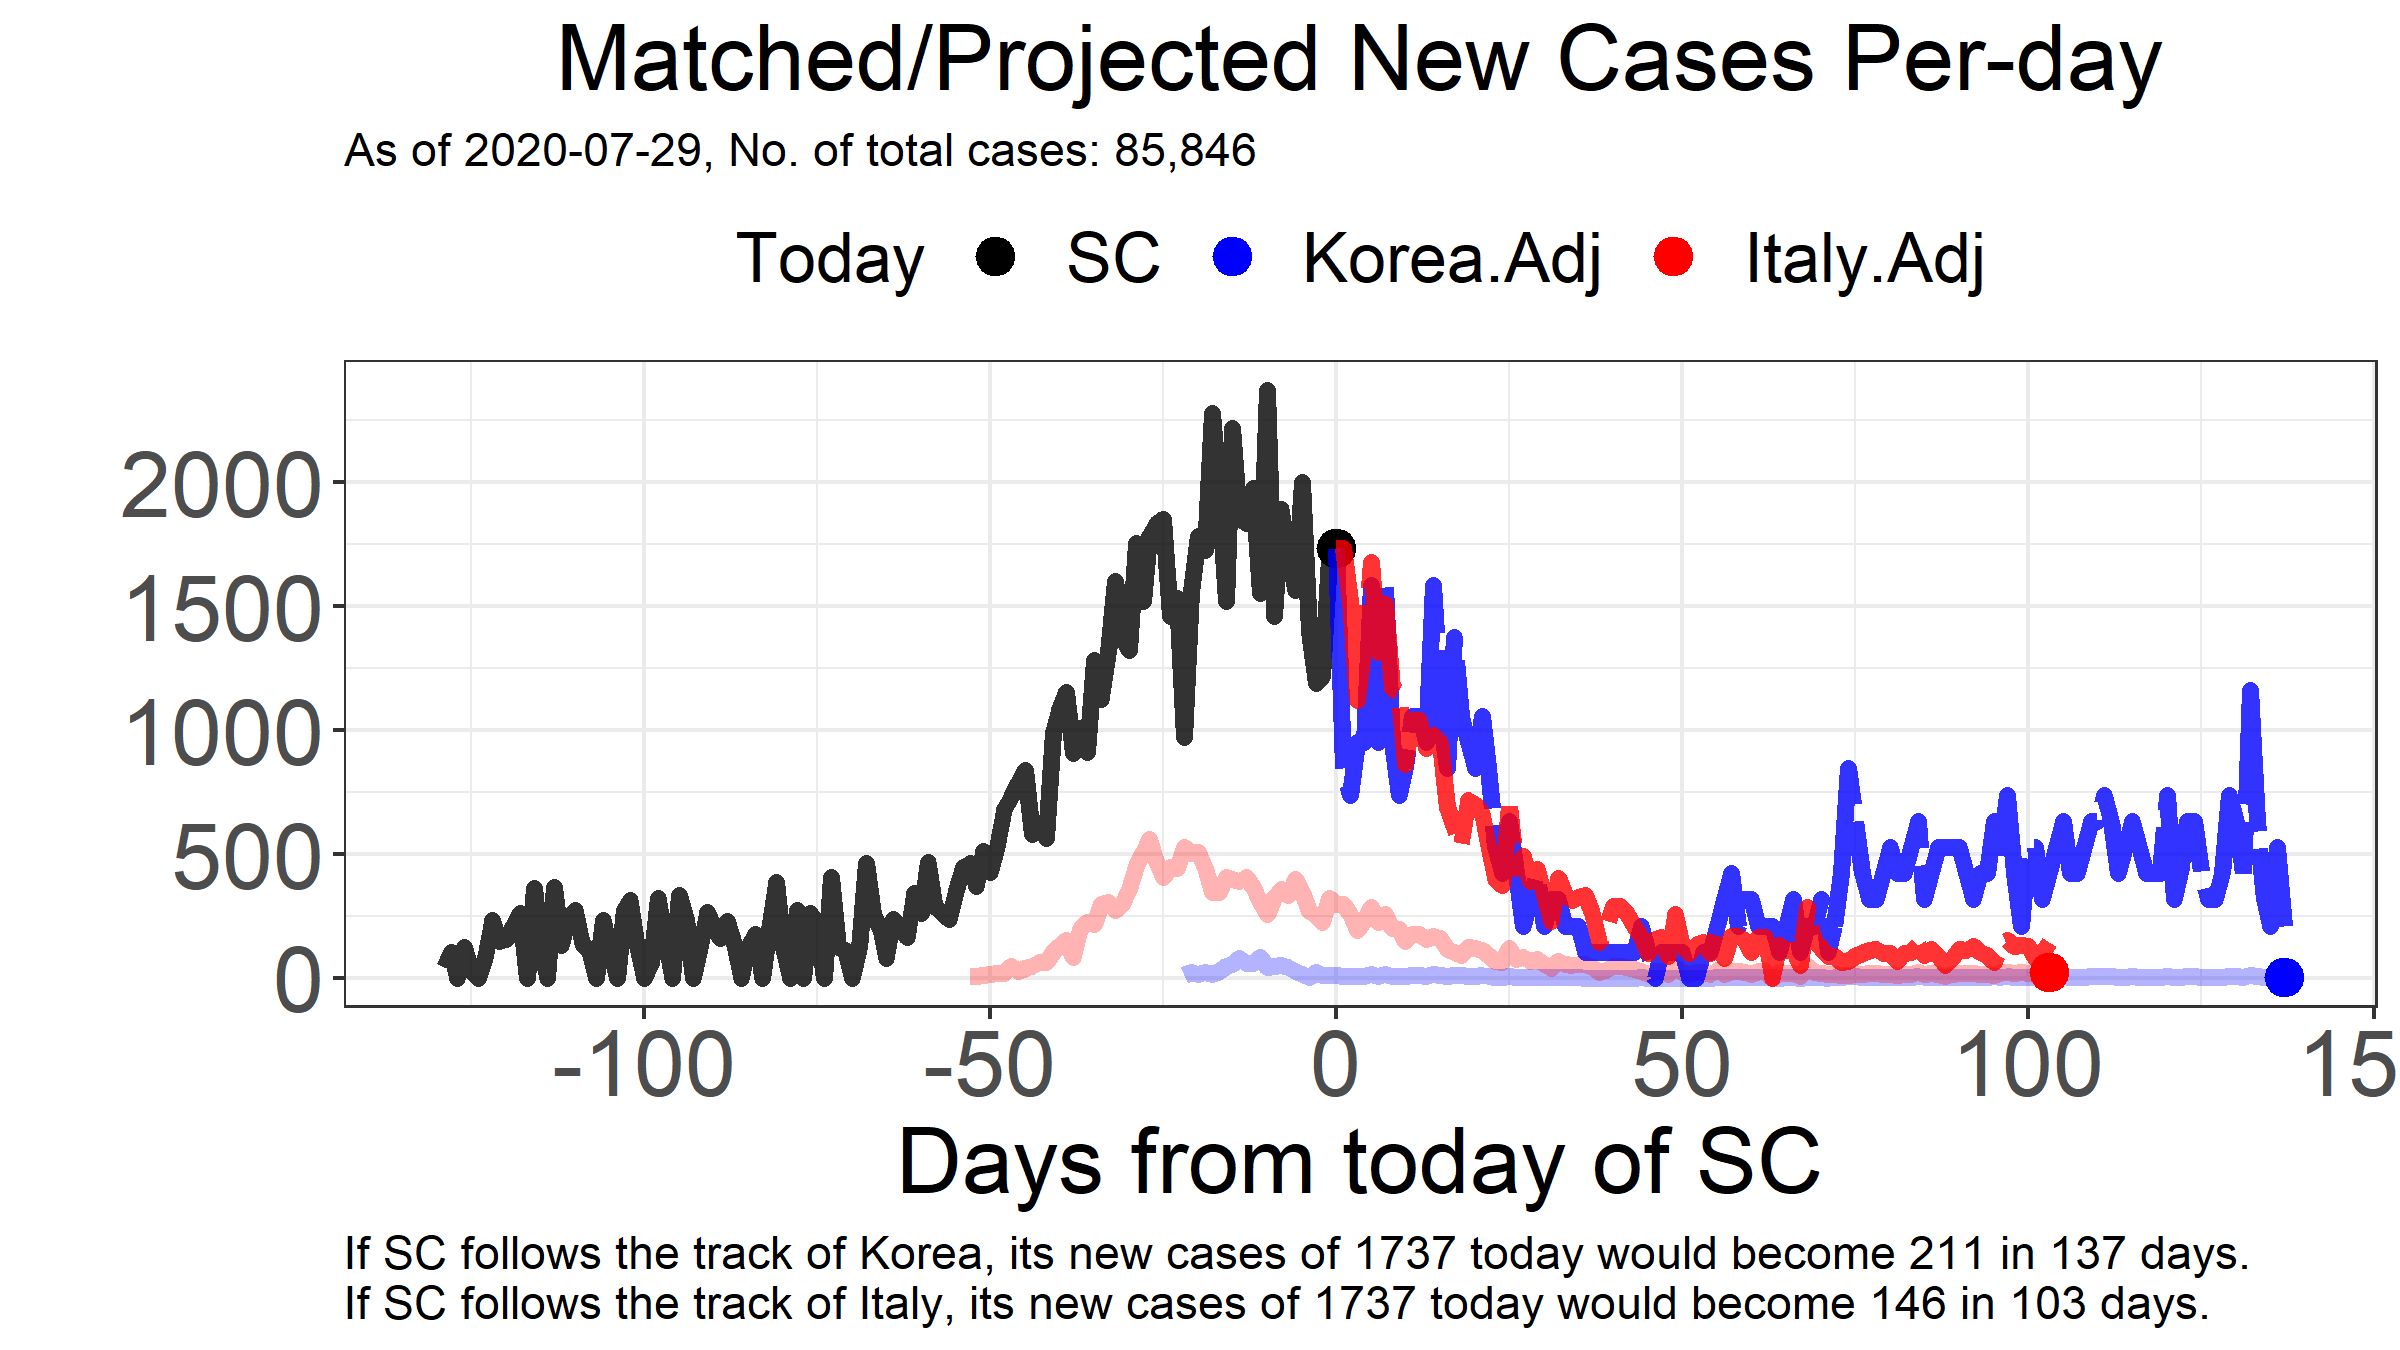 Matched/Projected New Cases Per-day
As of 2020-07-29, No. of total cases: 85,846
Today SC Korea.Adj Italy.Adj
2000
1500
1000
500
0
-100 -50 0 50 100 15
Days from today of SC
If SC follows the track of Korea, its new cases of 1737 today would become 211 in 137 days.
If SC follows the track of Italy, its new cases of 1737 today would become 146 in 103 days.